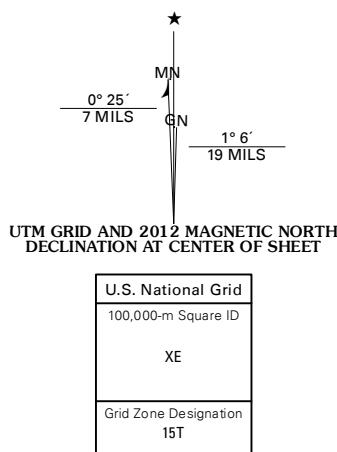 ★
MN
0° 25´
7 MILS
GN
1° 6´
19 MILS
UTM GRID AND 2012 MAGNETIC NORTH
DECLINATION AT CENTER OF SHEET
U.S. National Grid
100,000-m Square ID
XE
Grid Zone Designation
15T